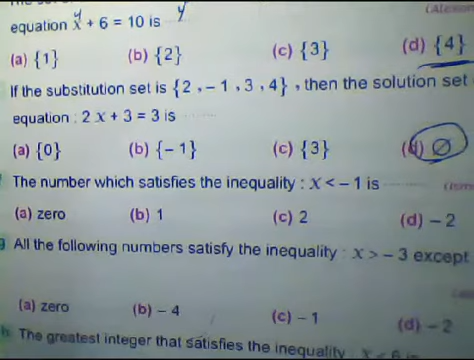 equation x + 6 = 10 is 4
(a) {1} (b) {2} (c) {3} (d) {4}
If the substitution set is {2 , – 1 , 3 , 4} , then the solution set
equation : 2 x + 3 = 3 is ........
(a) {0} (b) {– 1} (c) {3} (d) ∅
The number which satisfies the inequality : x < – 1 is ........
(a) zero (b) 1 (c) 2 (d) – 2
All the following numbers satisfy the inequality : x > – 3 except
(a) zero (b) – 4 (c) – 1 (d) – 2
The greatest integer that satisfies the inequality